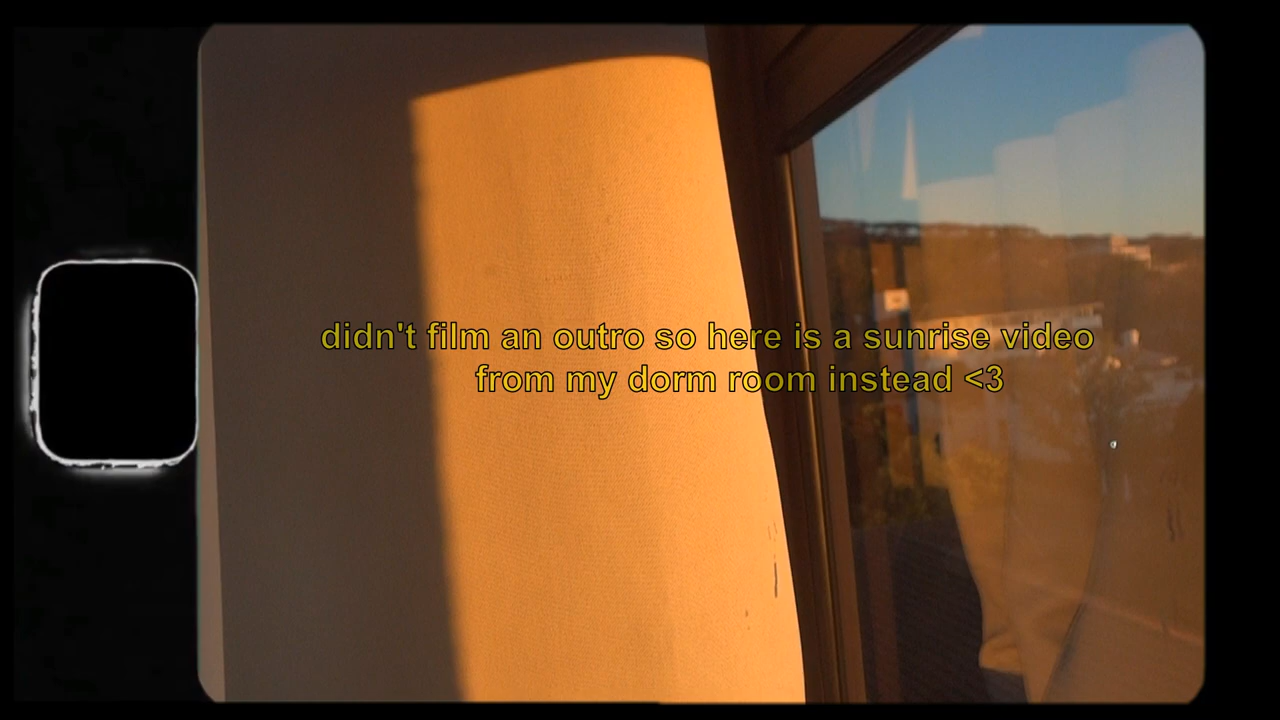 didn't film an outro so here is a sunrise video
from my dorm room instead <3